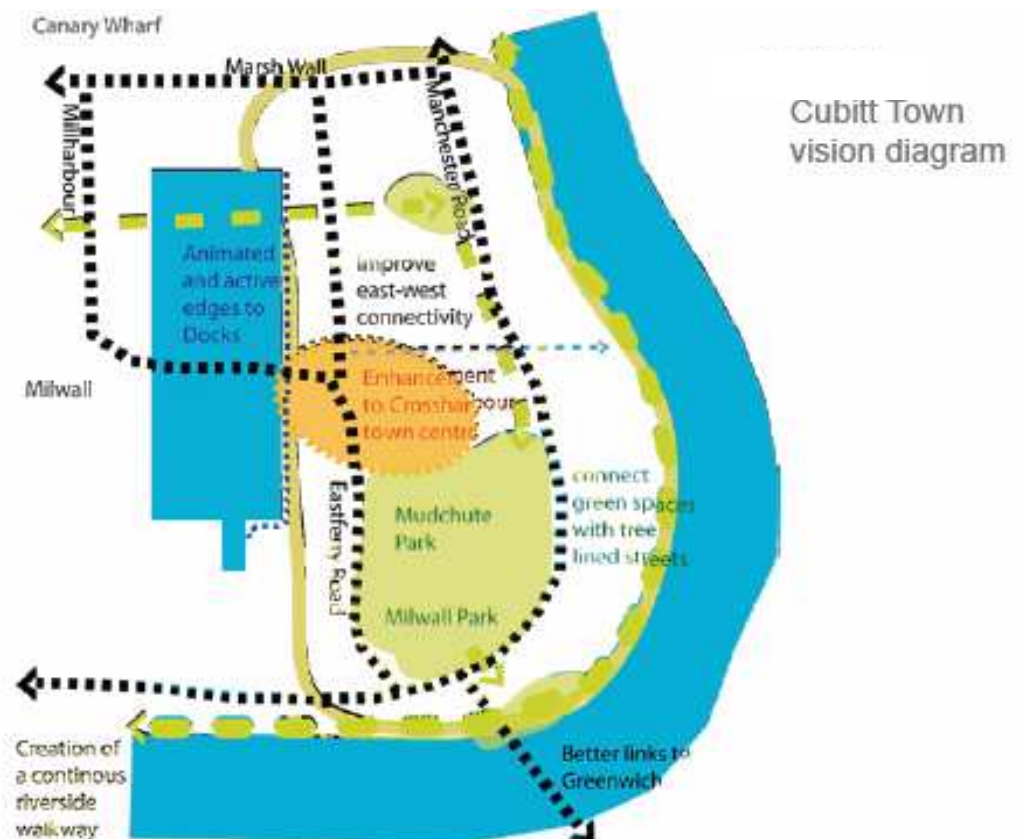 Canary Wharf
Marsh Wall
Cubitt Town
vision diagram
Millharbour
Manchester Road
Animated
and active
edges to
Docks
improve
east-west
connectivity
Milwall
Enhancement
to Crossharbour
town centre
connect
green spaces
with tree
lined streets
Eastferry Road
Mudchute
Park
Milwall Park
Creation of
a continous
riverside
walkway
Better links to
Greenwich